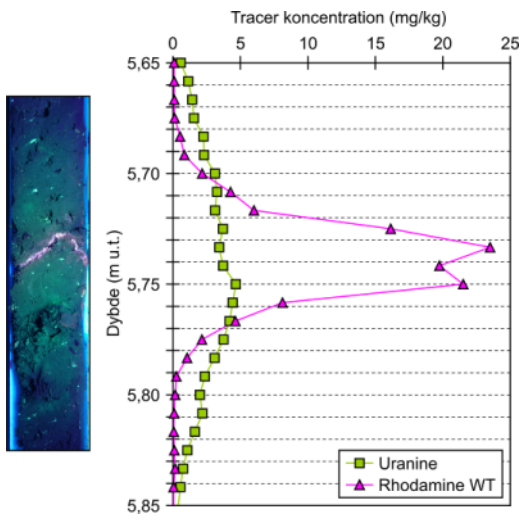 Tracer koncentration (mg/kg)
0 5 10 15 20 25
5,65
5,70
5,75
5,80
5,85
Dybde (m u.t.)
Uranine
Rhodamine WT